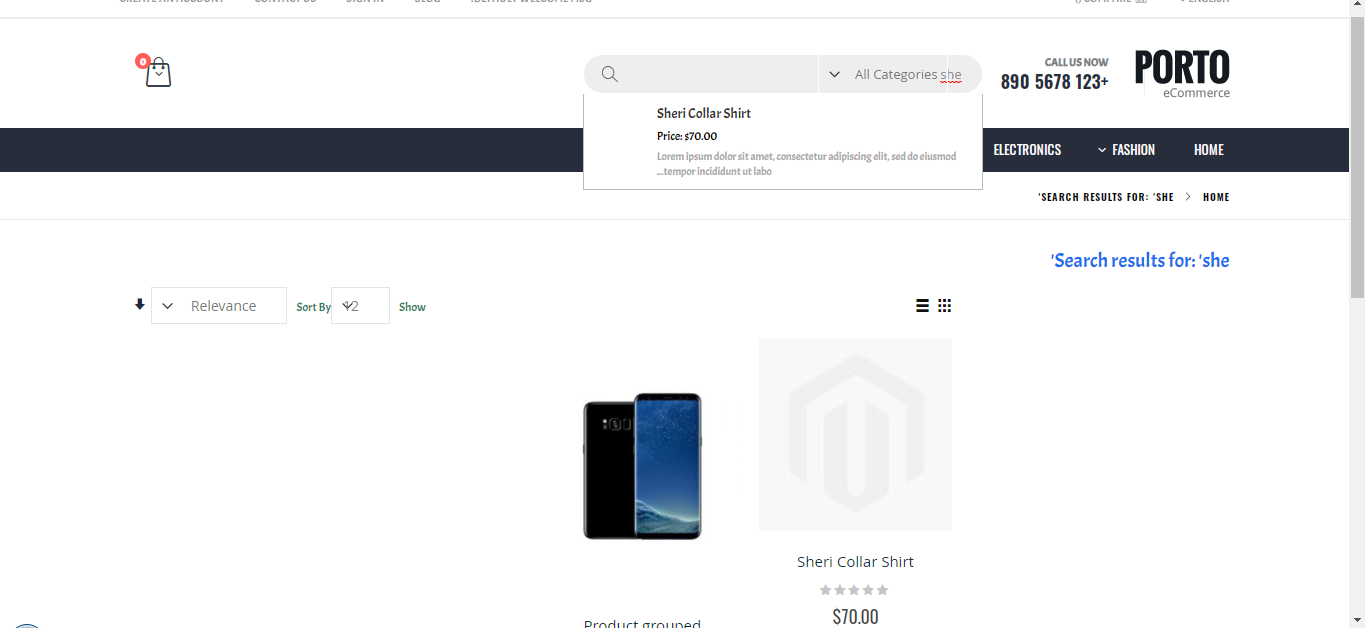 CREATE AN ACCOUNT CONTACT US SIGN IN BLOG COMPARE ENGLISH
0
All Categories she
CALL US NOW
890 5678 123+
PORTO
eCommerce
Sheri Collar Shirt
Price: $70.00
Lorem ipsum dolor sit amet, consectetur adipiscing elit, sed do eiusmod
...tempor incididunt ut labo
ELECTRONICS FASHION HOME
'SEARCH RESULTS FOR: 'SHE > HOME
'Search results for: 'she
Relevance Sort By 12 Show
Sheri Collar Shirt
$70.00
Product grouped